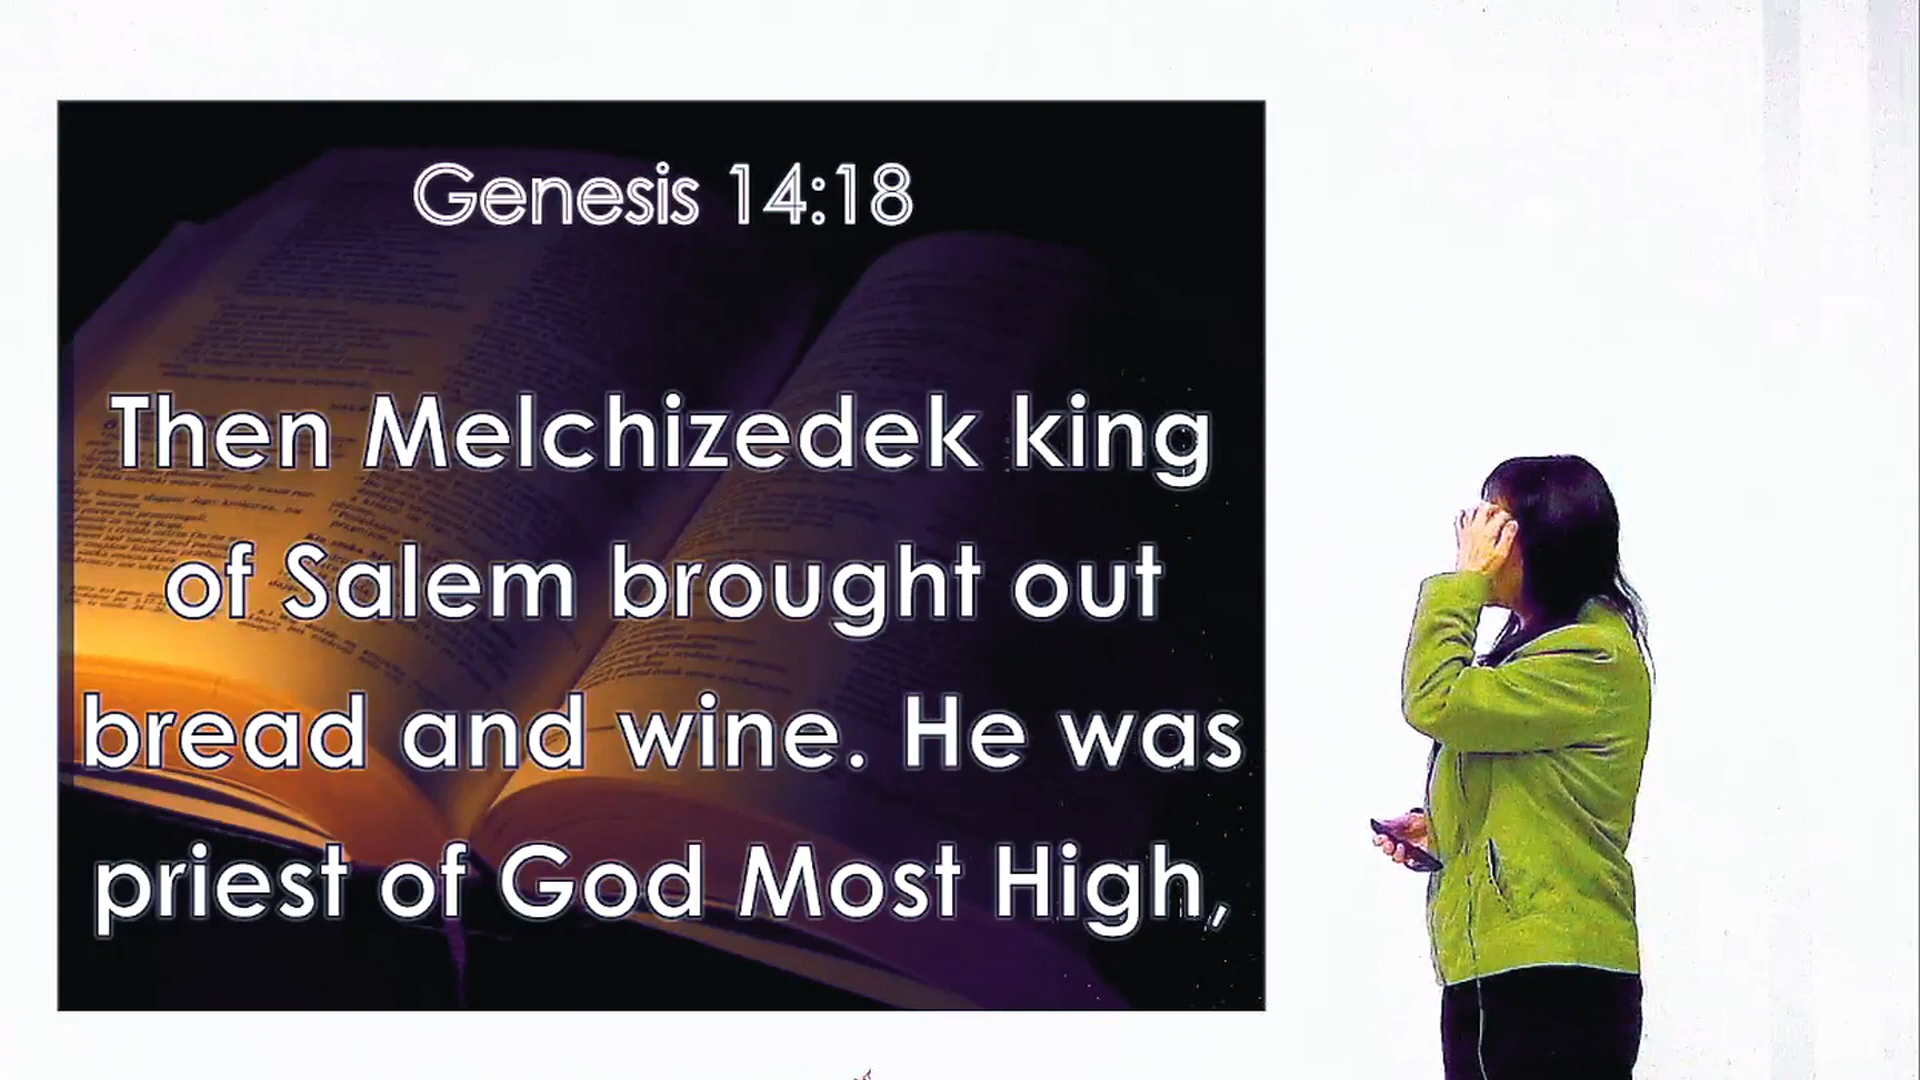 Genesis 14:18
Then Melchizedek king
of Salem brought out
bread and wine. He was
priest of God Most High,